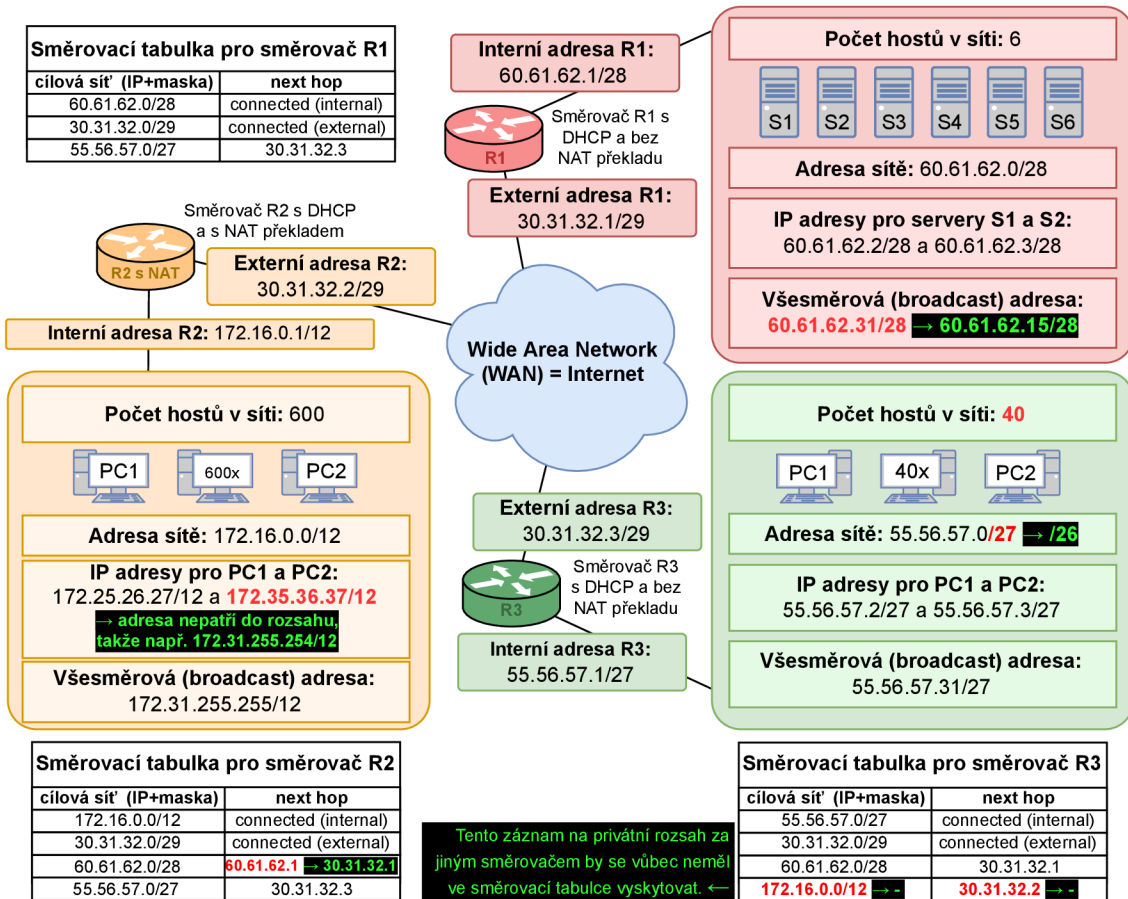 Směrovací tabulka pro směrovač R1
cílová síť (IP+maska) next hop
60.61.62.0/28 connected (internal)
30.31.32.0/29 connected (external)
55.56.57.0/27 30.31.32.3
Interní adresa R1:
60.61.62.1/28
Směrovač R1 s
DHCP a bez
NAT překladu
R1
Externí adresa R1:
30.31.32.1/29
Počet hostů v síti: 6
S1 S2 S3 S4 S5 S6
Adresa sítě: 60.61.62.0/28
IP adresy pro servery S1 a S2:
60.61.62.2/28 a 60.61.62.3/28
Všesměrová (broadcast) adresa:
60.61.62.31/28 → 60.61.62.15/28
Směrovač R2 s DHCP
a s NAT překladem
R2 s NAT
Externí adresa R2:
30.31.32.2/29
Interní adresa R2: 172.16.0.1/12
Wide Area Network
(WAN) = Internet
Počet hostů v síti: 600
PC1 600x PC2
Adresa sítě: 172.16.0.0/12
IP adresy pro PC1 a PC2:
172.25.26.27/12 a 172.35.36.37/12
→ adresa nepatří do rozsahu,
takže např. 172.31.255.254/12
Všesměrová (broadcast) adresa:
172.31.255.255/12
Externí adresa R3:
30.31.32.3/29
Směrovač R3
s DHCP a bez
NAT překladu
R3
Interní adresa R3:
55.56.57.1/27
Počet hostů v síti: 40
PC1 40x PC2
Adresa sítě: 55.56.57.0/27 → /26
IP adresy pro PC1 a PC2:
55.56.57.2/27 a 55.56.57.3/27
Všesměrová (broadcast) adresa:
55.56.57.31/27
Směrovací tabulka pro směrovač R2
cílová síť (IP+maska) next hop
172.16.0.0/12 connected (internal)
30.31.32.0/29 connected (external)
60.61.62.0/28 60.61.62.1 → 30.31.32.1
55.56.57.0/27 30.31.32.3
Tento záznam na privátní rozsah za
jiným směrovačem by se vůbec neměl
ve směrovací tabulce vyskytovat. ←
Směrovací tabulka pro směrovač R3
cílová síť (IP+maska) next hop
55.56.57.0/27 connected (internal)
30.31.32.0/29 connected (external)
60.61.62.0/28 30.31.32.1
172.16.0.0/12 → - 30.31.32.2 → -